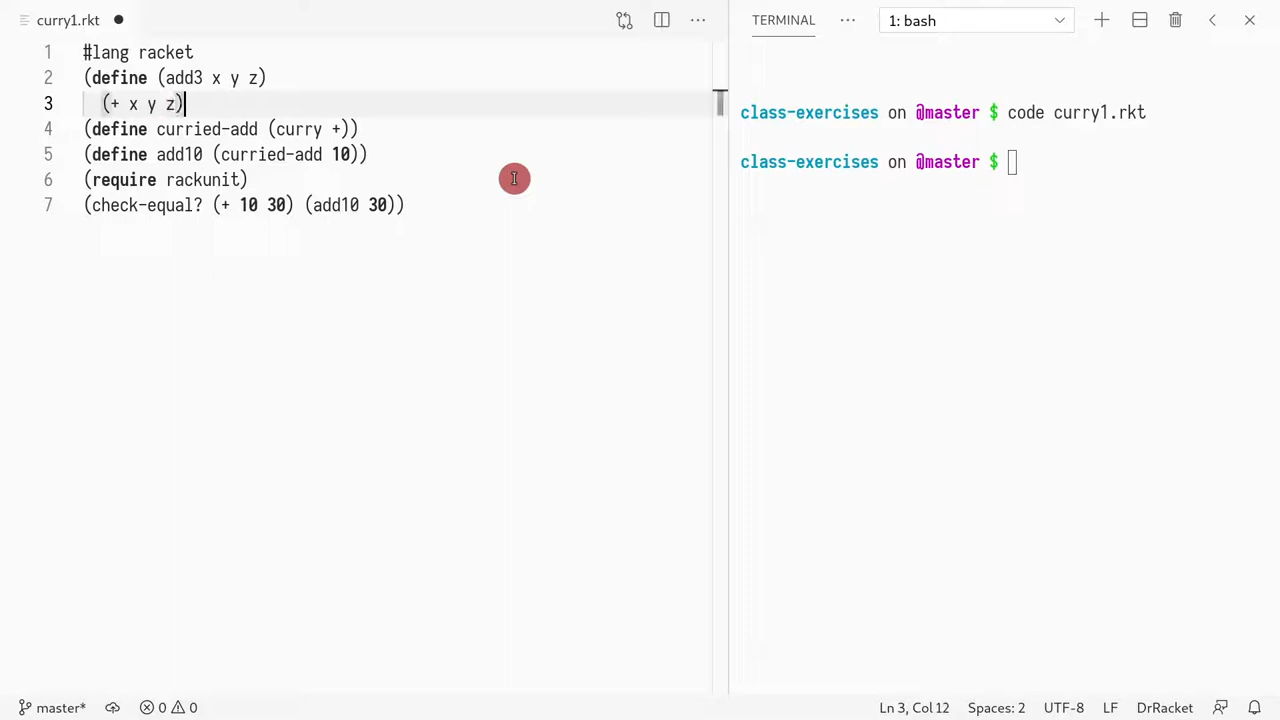 curry1.rkt
1 #lang racket
2 (define (add3 x y z)
3 (+ x y z)
4 (define curried-add (curry +))
5 (define add10 (curried-add 10))
6 (require rackunit)
7 (check-equal? (+ 10 30) (add10 30))
TERMINAL 1: bash
class-exercises on @master $ code curry1.rkt
class-exercises on @master $
master* 0 0 Ln 3, Col 12 Spaces: 2 UTF-8 LF DrRacket